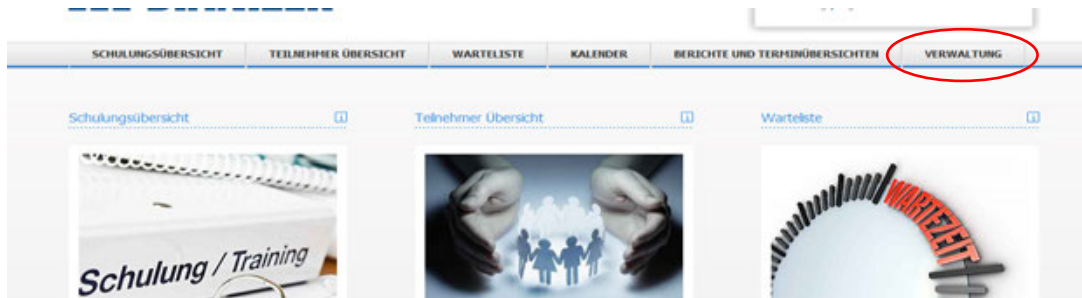 SCHULUNGSÜBERSICHT TEILNEHMER ÜBERSICHT WARTELISTE KALENDER BERICHTE UND TERMINÜBERSICHTEN VERWALTUNG
Schulungsübersicht Teilnehmer Übersicht Warteliste
Schulung / Training
WARTEZEIT